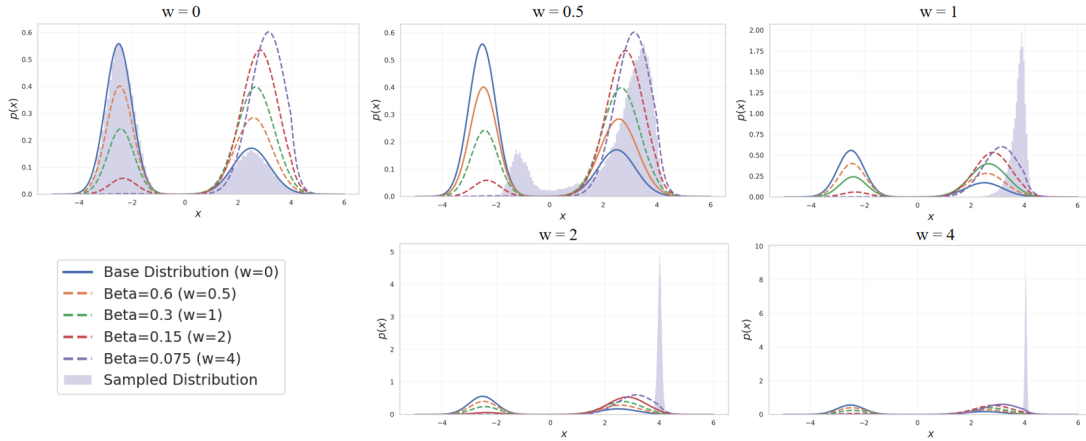 w = 0
0.6
0.5
0.4
0.3
0.2
0.1
0.0
p(x)
−4 −2 0 2 4 6
x
w = 0.5
0.6
0.5
0.4
0.3
0.2
0.1
0.0
p(x)
−4 −2 0 2 4 6
x
w = 1
2.00
1.75
1.50
1.25
1.00
0.75
0.50
0.25
0.00
p(x)
−4 −2 0 2 4 6
x
Base Distribution (w=0)
Beta=0.6 (w=0.5)
Beta=0.3 (w=1)
Beta=0.15 (w=2)
Beta=0.075 (w=4)
Sampled Distribution
w = 2
5
4
3
2
1
0
p(x)
−4 −2 0 2 4 6
x
w = 4
10
8
6
4
2
0
p(x)
−4 −2 0 2 4 6
x